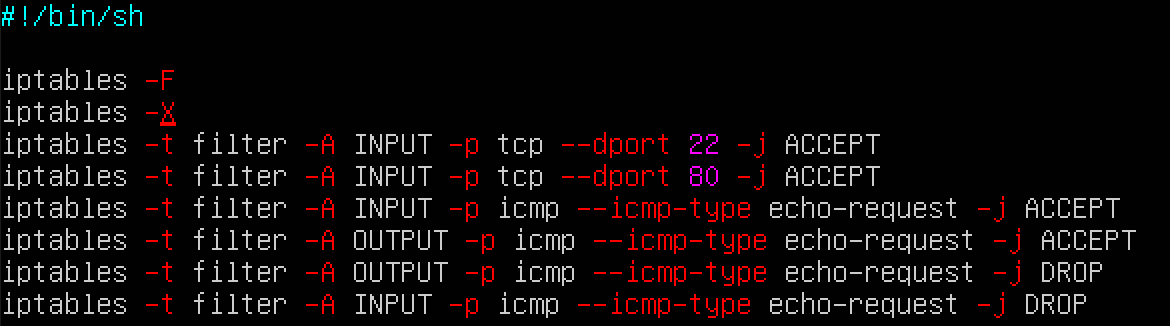 #!/bin/sh
iptables -F
iptables -X
iptables -t filter -A INPUT -p tcp --dport 22 -j ACCEPT
iptables -t filter -A INPUT -p tcp --dport 80 -j ACCEPT
iptables -t filter -A INPUT -p icmp --icmp-type echo-request -j ACCEPT
iptables -t filter -A OUTPUT -p icmp --icmp-type echo-request -j ACCEPT
iptables -t filter -A OUTPUT -p icmp --icmp-type echo-request -j DROP
iptables -t filter -A INPUT -p icmp --icmp-type echo-request -j DROP